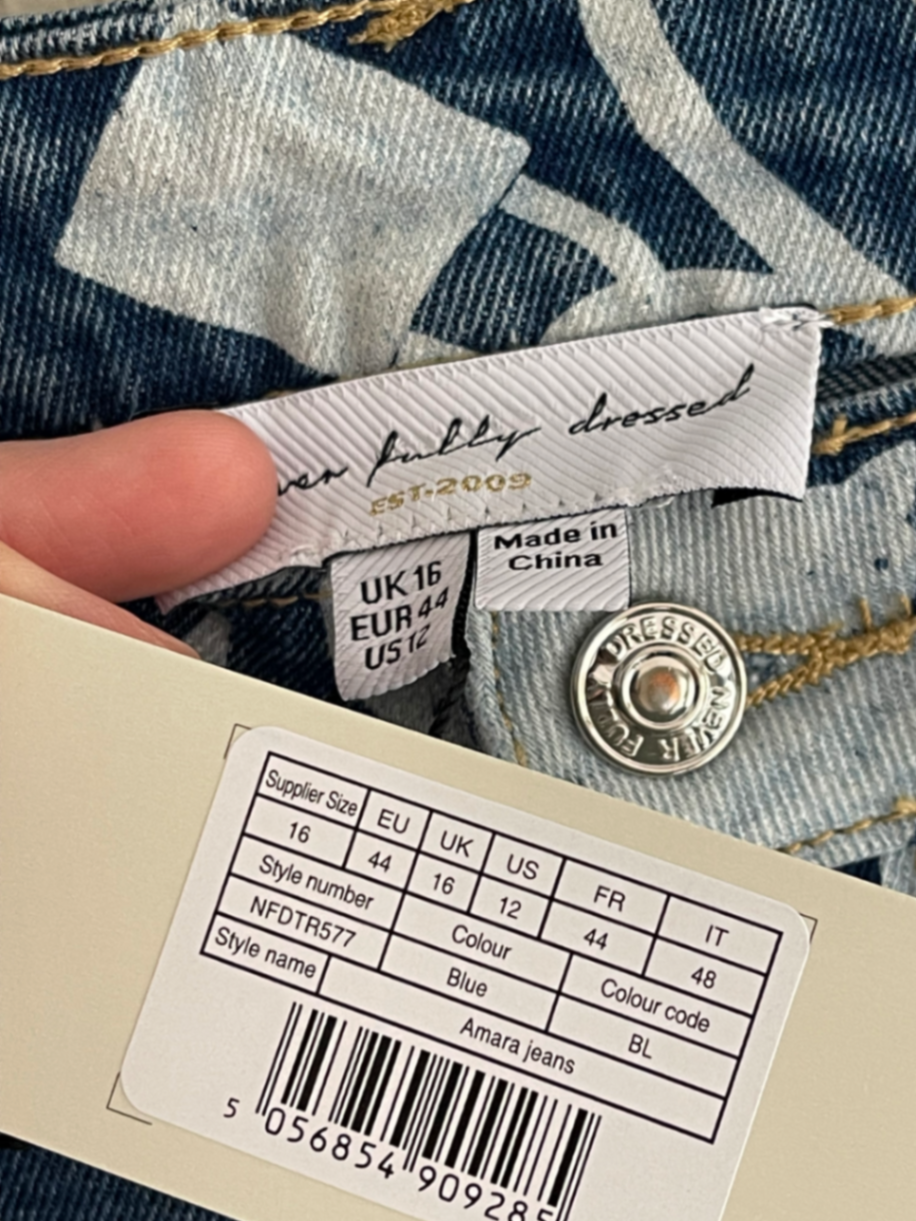 fully dressed
EST.2009
UK 16
EUR 44
US 12
Made in
China
DRESSED NEVER
Supplier Size EU UK US FR IT
16 44 16 12 44 48
Style number Colour Colour code
NFDTR577 Blue BL
Style name Amara jeans
5 056854 909285